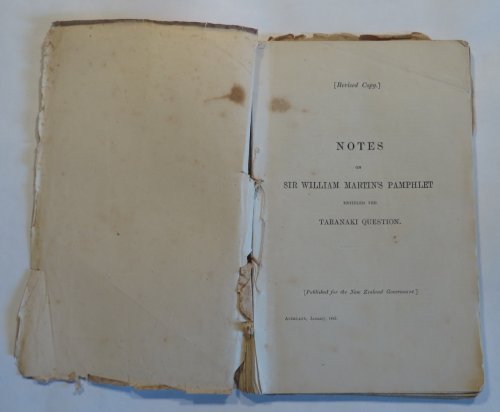 [Revised Copy.]
NOTES
ON
SIR WILLIAM MARTIN'S PAMPHLET
ENTITLED THE
TARANAKI QUESTION.
[Published for the New Zealand Government.]
AUCKLAND, January, 1861.